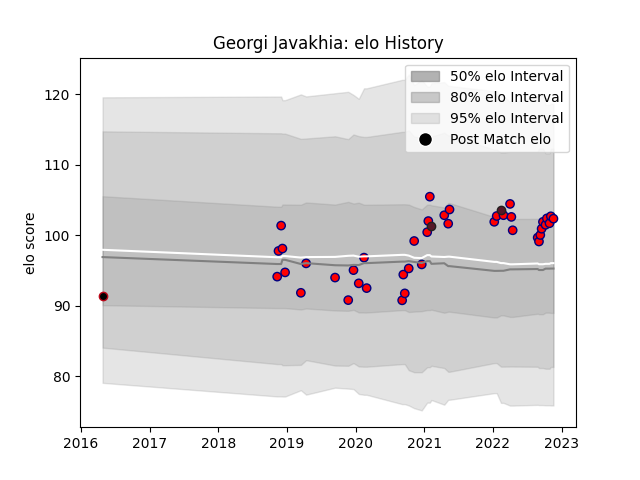 Georgi Javakhia: elo History
50% elo Interval
80% elo Interval
95% elo Interval
Post Match elo
elo score
120
110
100
90
80
2016 2017 2018 2019 2020 2021 2022 2023